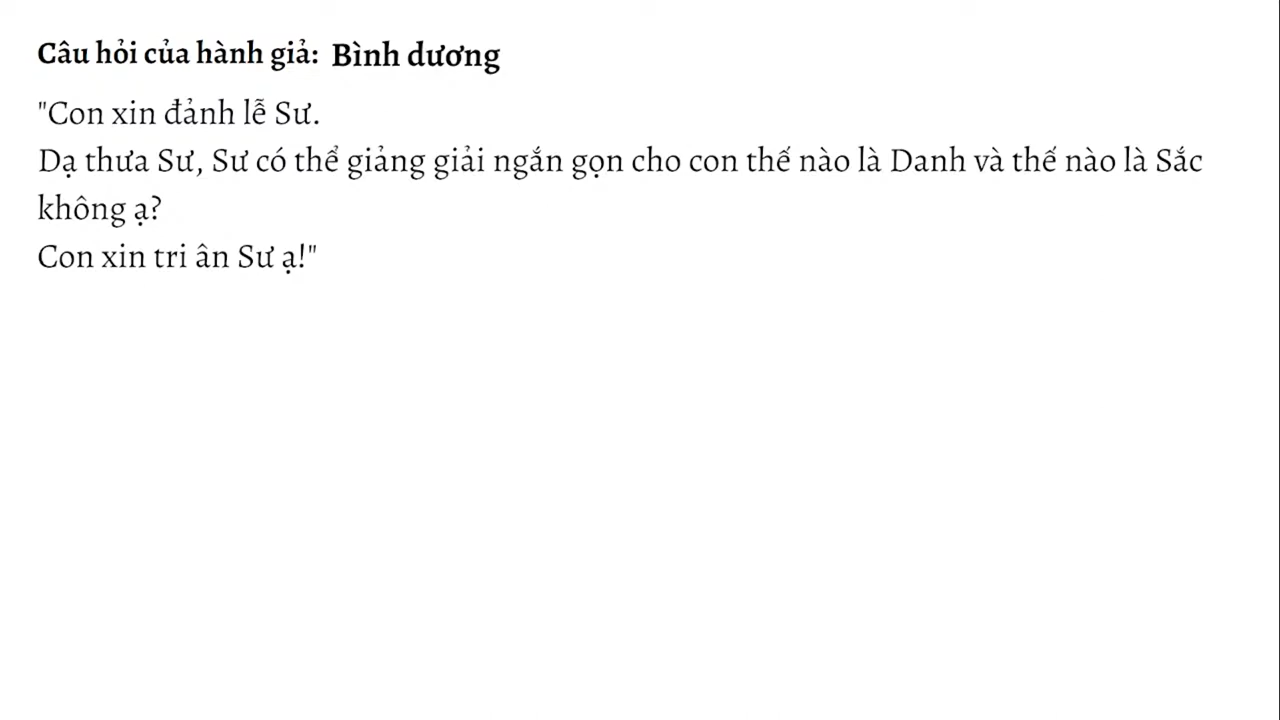 Câu hỏi của hành giả: Bình dương
"Con xin đảnh lễ Sư.
Dạ thưa Sư, Sư có thể giảng giải ngắn gọn cho con thế nào là Danh và thế nào là Sắc
không ạ?
Con xin tri ân Sư ạ!"